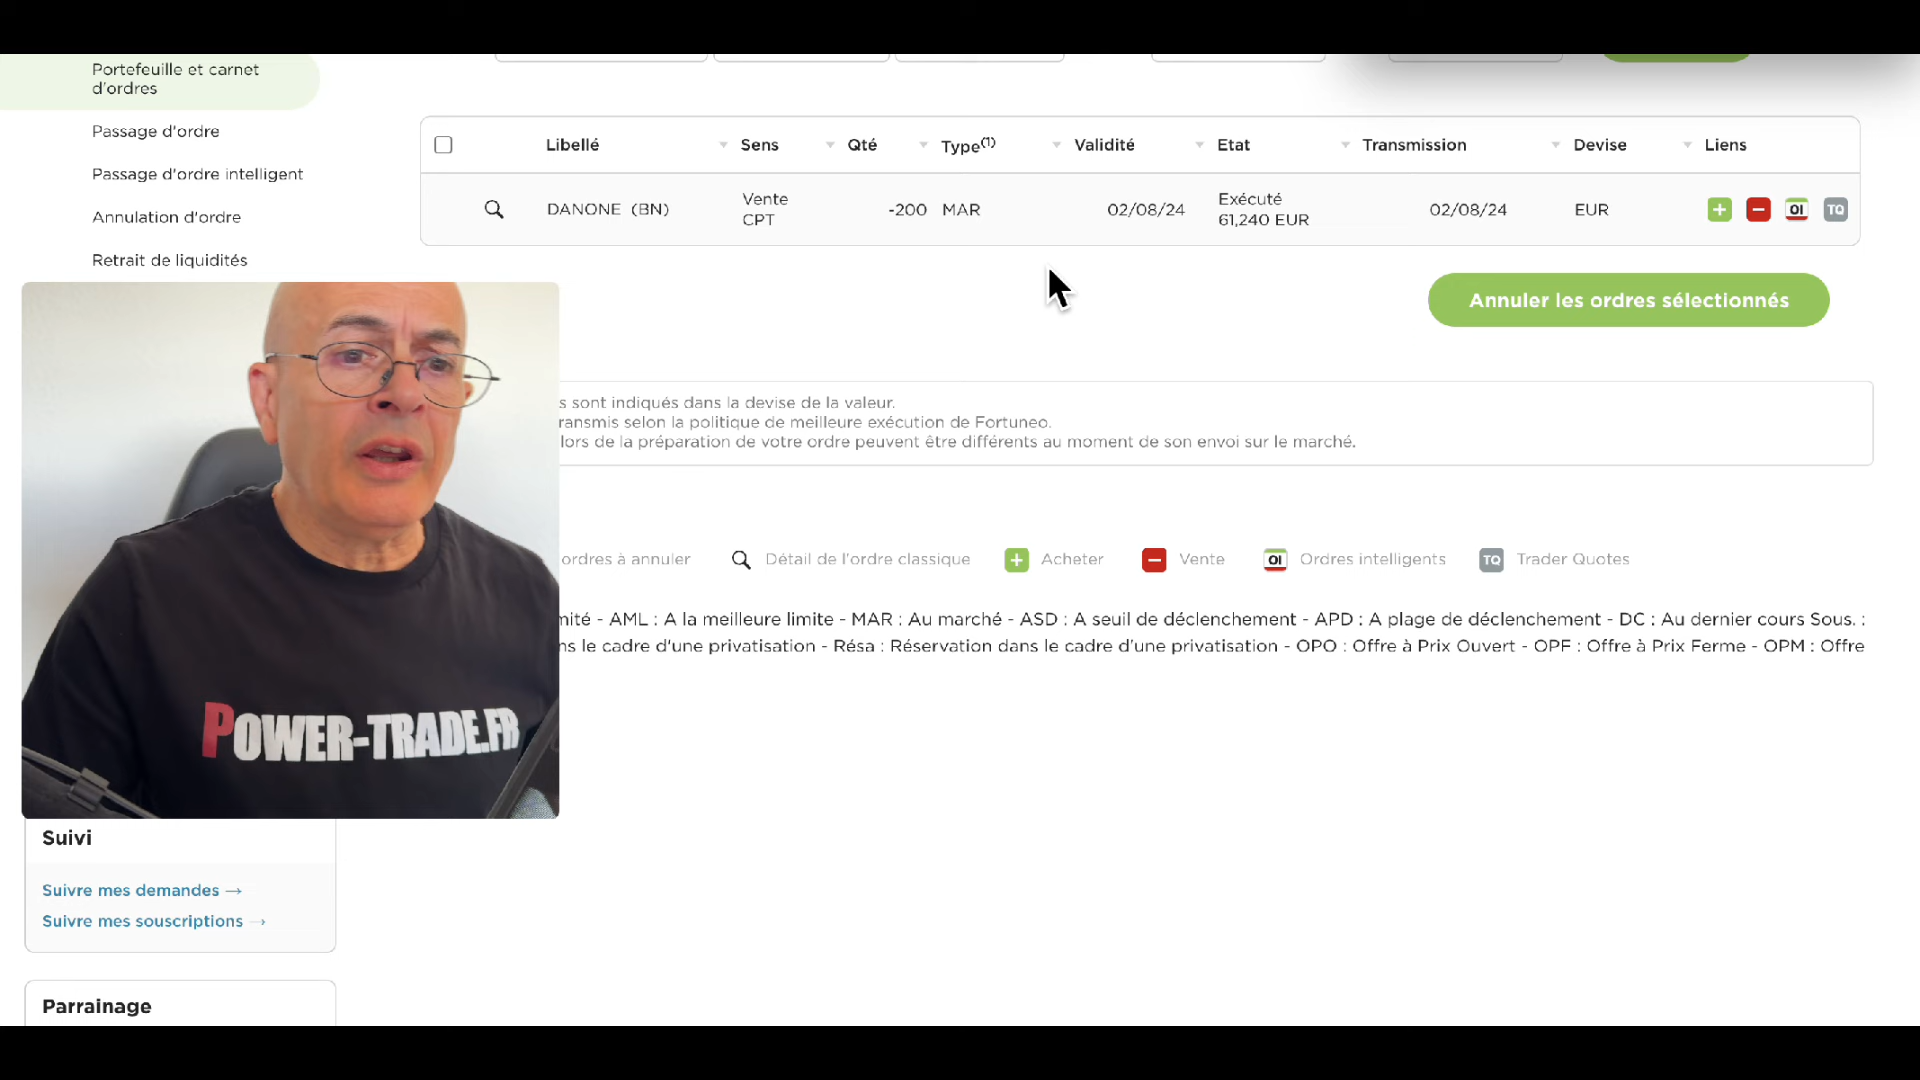 Portefeuille et carnet
d'ordres
Passage d'ordre
Passage d'ordre intelligent
Annulation d'ordre
Retrait de liquidités
Libellé Sens Qté Type(1) Validité Etat Transmission Devise Liens
DANONE (BN) Vente CPT -200 MAR 02/08/24 Exécuté 61,240 EUR 02/08/24 EUR OI TQ
Annuler les ordres sélectionnés
s sont indiqués dans la devise de la valeur.
ransmis selon la politique de meilleure exécution de Fortuneo.
lors de la préparation de votre ordre peuvent être différents au moment de son envoi sur le marché.
ordres à annuler Détail de l'ordre classique Acheter Vente OI Ordres intelligents TQ Trader Quotes
mité - AML : A la meilleure limite - MAR : Au marché - ASD : A seuil de déclenchement - APD : A plage de déclenchement - DC : Au dernier cours Sous. :
ns le cadre d'une privatisation - Résa : Réservation dans le cadre d'une privatisation - OPO : Offre à Prix Ouvert - OPF : Offre à Prix Ferme - OPM : Offre
POWER-TRADE.FR
Suivi
Suivre mes demandes →
Suivre mes souscriptions →
Parrainage